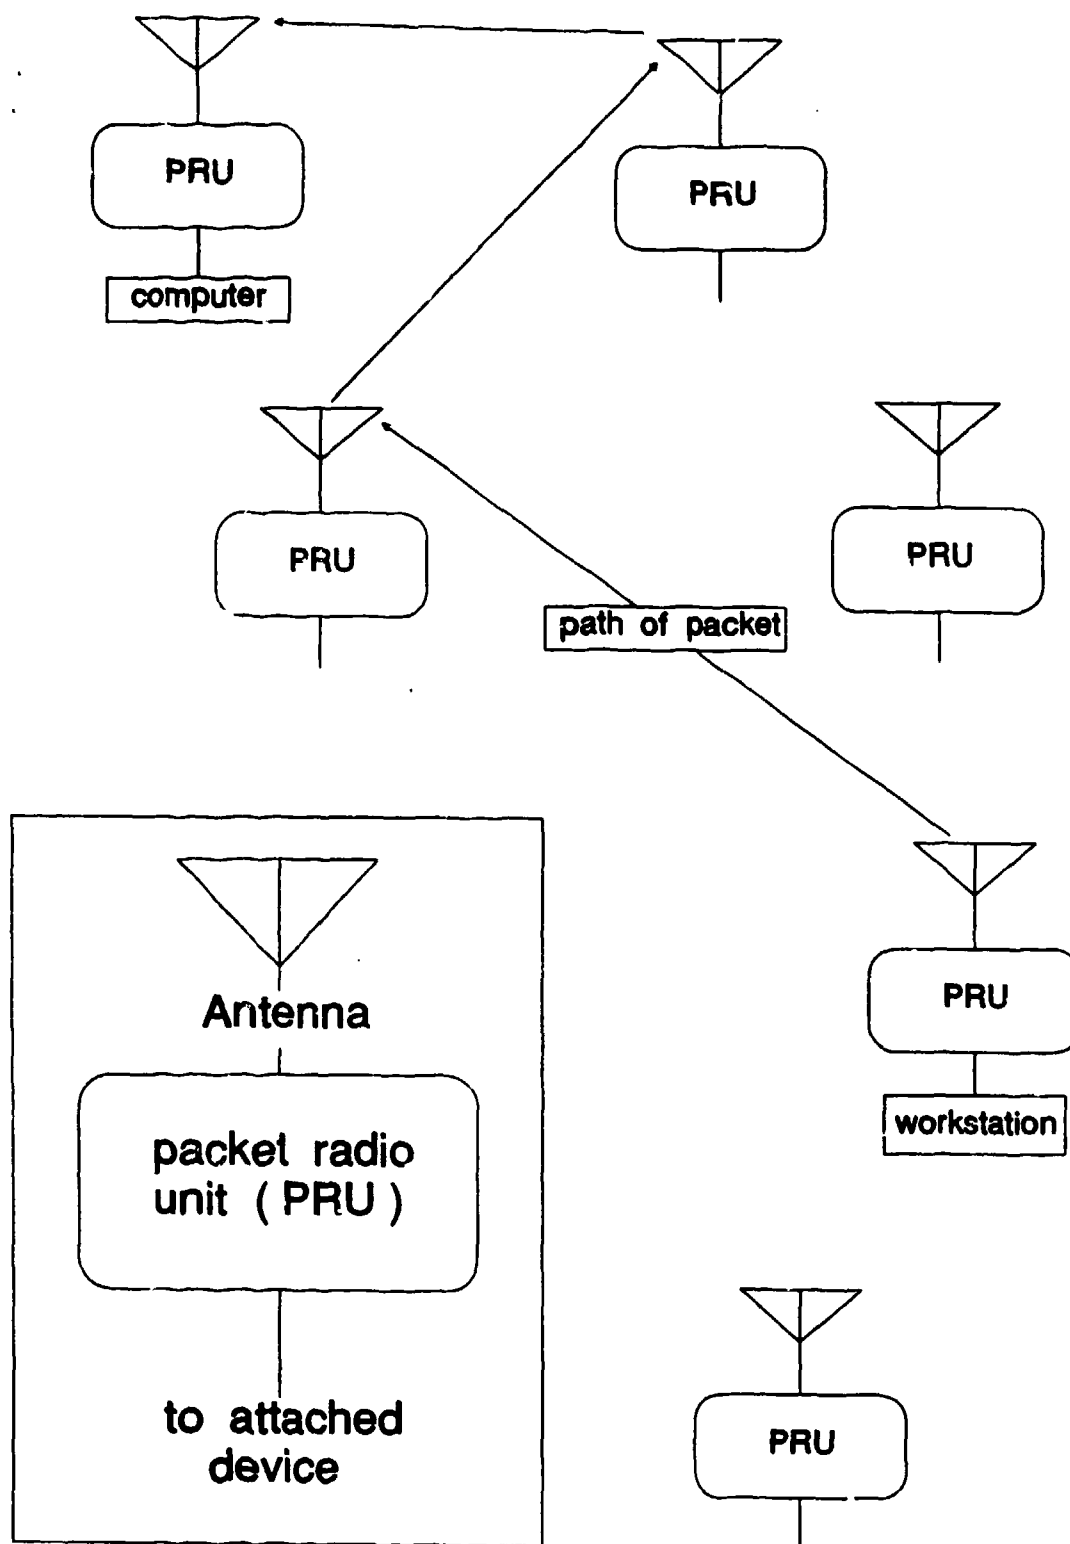 PRU
PRU
computer
PRU
PRU
path of packet
PRU
workstation
Antenna
packet radio
unit ( PRU )
to attached
device
PRU